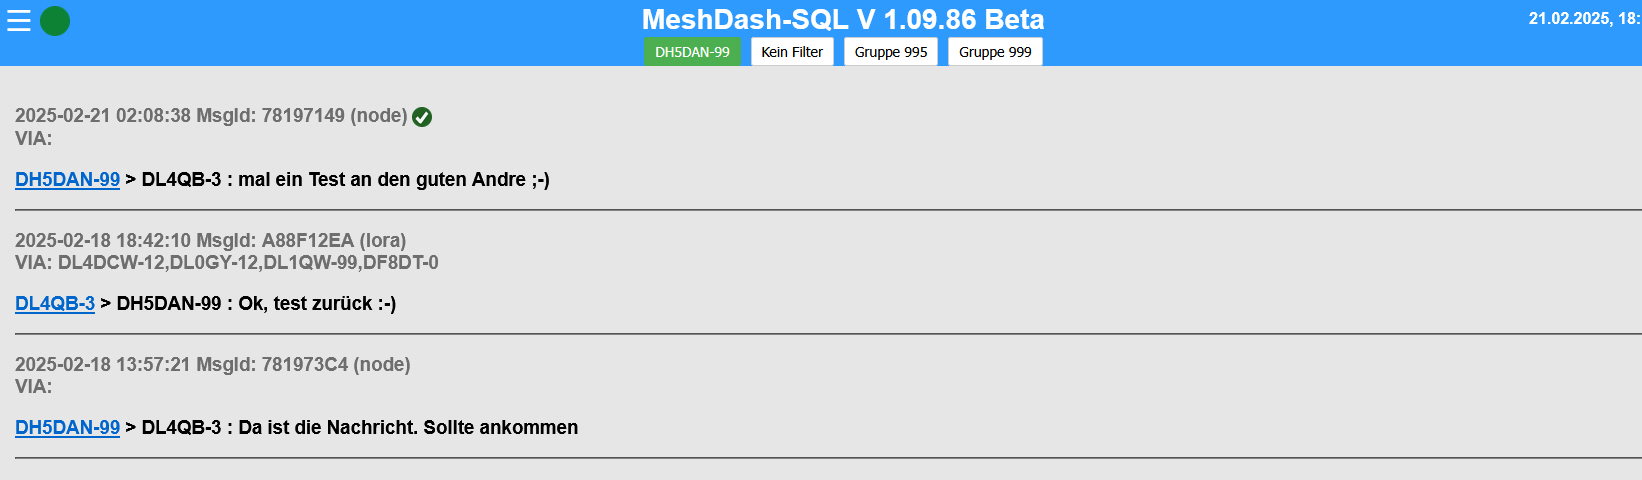 MeshDash-SQL V 1.09.86 Beta
21.02.2025, 18:
DH5DAN-99 Kein Filter Gruppe 995 Gruppe 999
2025-02-21 02:08:38 MsgId: 78197149 (node)
VIA:
DH5DAN-99 > DL4QB-3 : mal ein Test an den guten Andre ;-)
2025-02-18 18:42:10 MsgId: A88F12EA (lora)
VIA: DL4DCW-12,DL0GY-12,DL1QW-99,DF8DT-0
DL4QB-3 > DH5DAN-99 : Ok, test zurück :-)
2025-02-18 13:57:21 MsgId: 781973C4 (node)
VIA:
DH5DAN-99 > DL4QB-3 : Da ist die Nachricht. Sollte ankommen